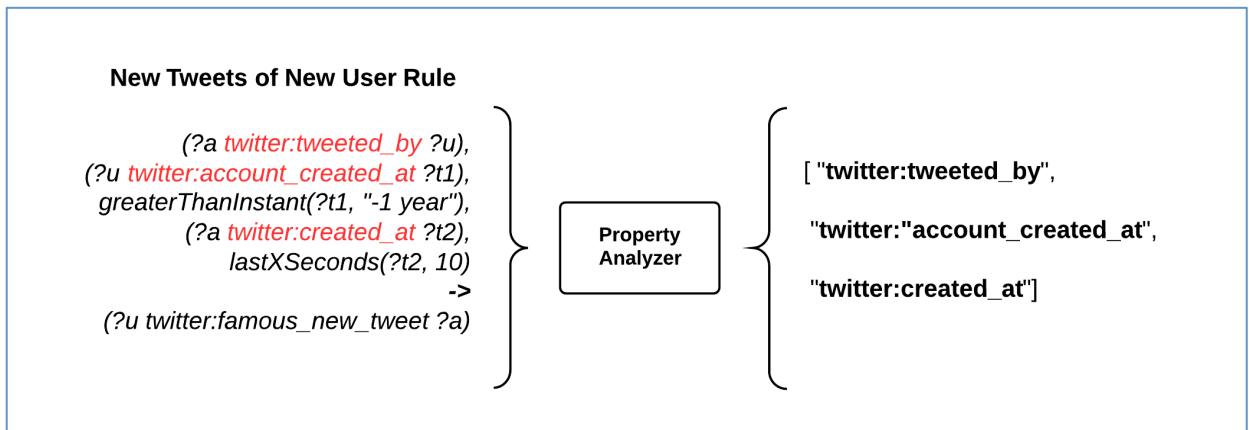 New Tweets of New User Rule
(?a twitter:tweeted_by ?u),
(?u twitter:account_created_at ?t1),
greaterThanInstant(?t1, "-1 year"),
(?a twitter:created_at ?t2),
lastXSeconds(?t2, 10)
->
(?u twitter:famous_new_tweet ?a)
Property
Analyzer
[ "twitter:tweeted_by",
"twitter:"account_created_at",
"twitter:created_at"]